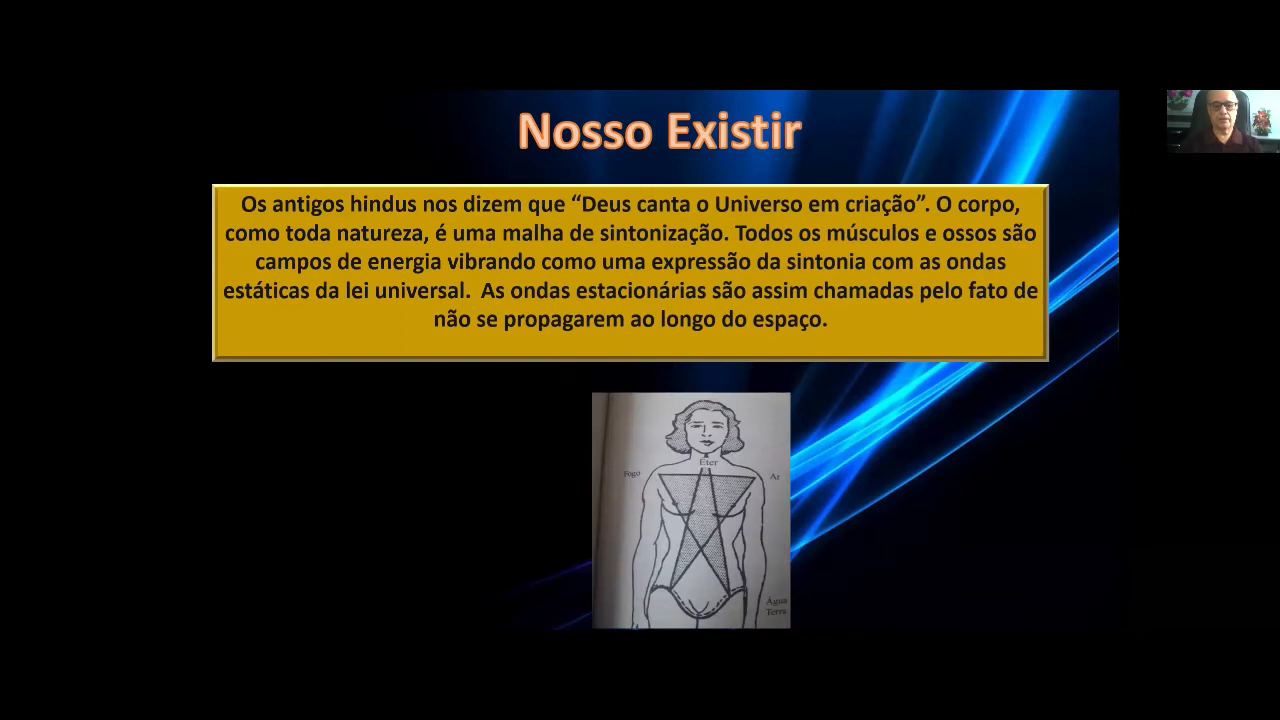 Nosso Existir
Os antigos hindus nos dizem que “Deus canta o Universo em criação”. O corpo,
como toda natureza, é uma malha de sintonização. Todos os músculos e ossos são
campos de energia vibrando como uma expressão da sintonia com as ondas
estáticas da lei universal.  As ondas estacionárias são assim chamadas pelo fato de
não se propagarem ao longo do espaço.
Éter
Fogo
Ar
Água
Terra